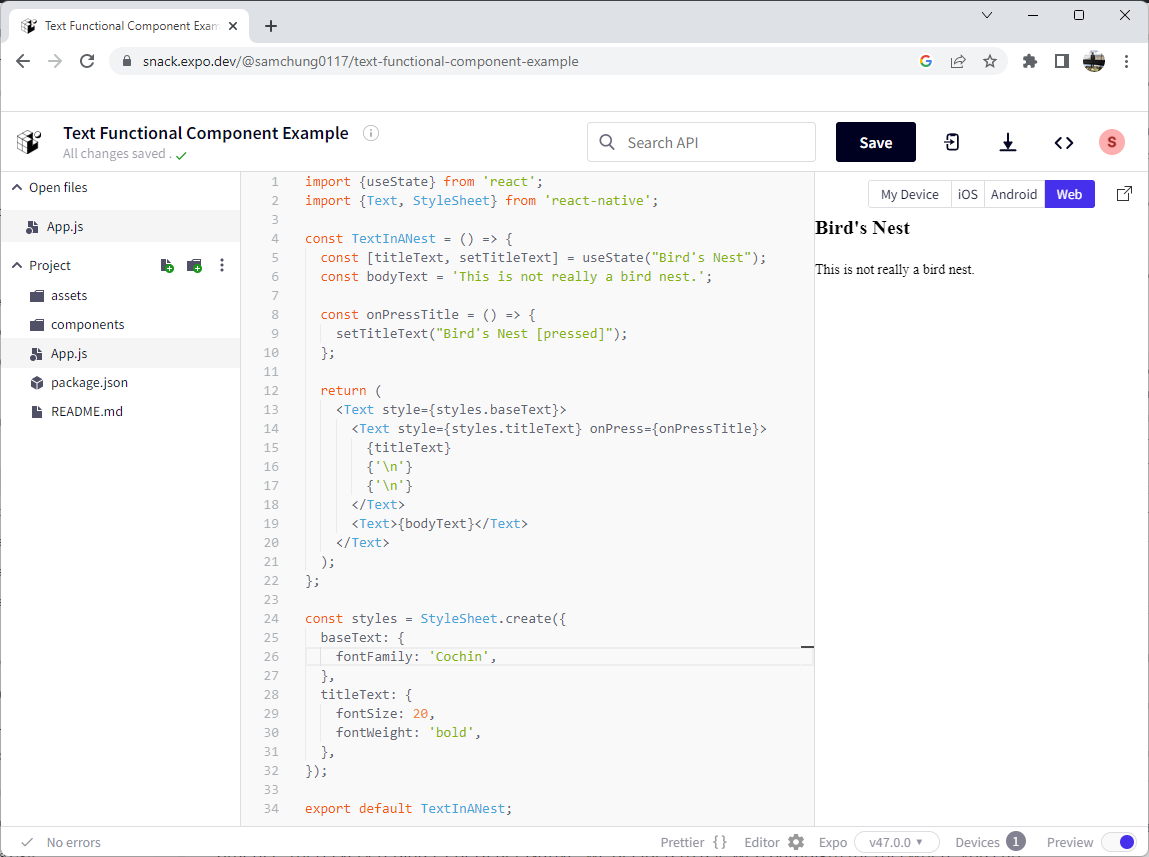 Text Functional Component Exam
snack.expo.dev/@samchung0117/text-functional-component-example
Text Functional Component Example
All changes saved .
Search API
Save
S
Open files
App.js
Project
assets
components
App.js
package.json
README.md
1 import {useState} from 'react';
2 import {Text, StyleSheet} from 'react-native';
3
4 const TextInANest = () => {
5 const [titleText, setTitleText] = useState("Bird's Nest");
6 const bodyText = 'This is not really a bird nest.';
7
8 const onPressTitle = () => {
9 setTitleText("Bird's Nest [pressed]");
10 };
11
12 return (
13 <Text style={styles.baseText}>
14 <Text style={styles.titleText} onPress={onPressTitle}>
15 {titleText}
16 {'\n'}
17 {'\n'}
18 </Text>
19 <Text>{bodyText}</Text>
20 </Text>
21 );
22 };
23
24 const styles = StyleSheet.create({
25 baseText: {
26 fontFamily: 'Cochin',
27 },
28 titleText: {
29 fontSize: 20,
30 fontWeight: 'bold',
31 },
32 });
33
34 export default TextInANest;
My Device iOS Android Web
Bird's Nest
This is not really a bird nest.
No errors
Prettier {} Editor Expo v47.0.0 Devices 1 Preview